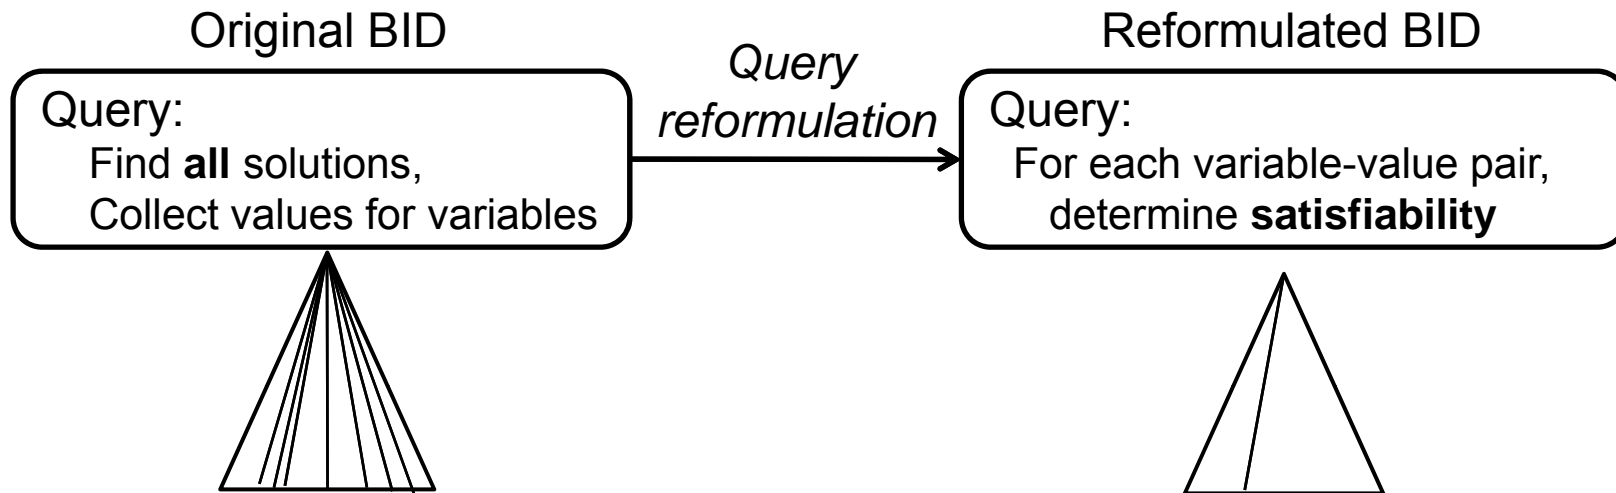 Original BID
Query:
Find all solutions,
Collect values for variables
Query
reformulation
Reformulated BID
Query:
For each variable-value pair,
determine satisfiability